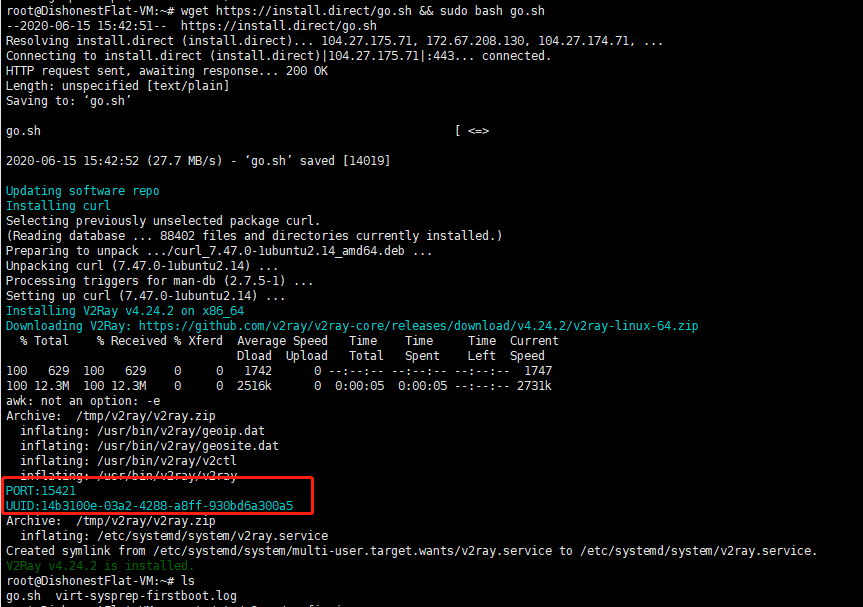 root@DishonestFlat-VM:~# wget https://install.direct/go.sh && sudo bash go.sh
--2020-06-15 15:42:51--  https://install.direct/go.sh
Resolving install.direct (install.direct)... 104.27.175.71, 172.67.208.130, 104.27.174.71, ...
Connecting to install.direct (install.direct)|104.27.175.71|:443... connected.
HTTP request sent, awaiting response... 200 OK
Length: unspecified [text/plain]
Saving to: ‘go.sh’
go.sh                                                              [ <=>
2020-06-15 15:42:52 (27.7 MB/s) - ‘go.sh’ saved [14019]
Updating software repo
Installing curl
Selecting previously unselected package curl.
(Reading database ... 88402 files and directories currently installed.)
Preparing to unpack .../curl_7.47.0-1ubuntu2.14_amd64.deb ...
Unpacking curl (7.47.0-1ubuntu2.14) ...
Processing triggers for man-db (2.7.5-1) ...
Setting up curl (7.47.0-1ubuntu2.14) ...
Installing V2Ray v4.24.2 on x86_64
Downloading V2Ray: https://github.com/v2ray/v2ray-core/releases/download/v4.24.2/v2ray-linux-64.zip
  % Total    % Received % Xferd  Average Speed   Time    Time     Time  Current
                                 Dload  Upload   Total   Spent    Left  Speed
100   629  100   629    0     0   1742      0 --:--:-- --:--:-- --:--:--  1747
100 12.3M  100 12.3M    0     0  2516k      0  0:00:05  0:00:05 --:--:-- 2731k
awk: not an option: -e
Archive:  /tmp/v2ray/v2ray.zip
  inflating: /usr/bin/v2ray/geoip.dat
  inflating: /usr/bin/v2ray/geosite.dat
  inflating: /usr/bin/v2ray/v2ctl
  inflating: /usr/bin/v2ray/v2ray
PORT:15421
UUID:14b3100e-03a2-4288-a8ff-930bd6a300a5
Archive:  /tmp/v2ray/v2ray.zip
  inflating: /etc/systemd/system/v2ray.service
Created symlink from /etc/systemd/system/multi-user.target.wants/v2ray.service to /etc/systemd/system/v2ray.service.
V2Ray v4.24.2 is installed.
root@DishonestFlat-VM:~# ls
go.sh  virt-sysprep-firstboot.log